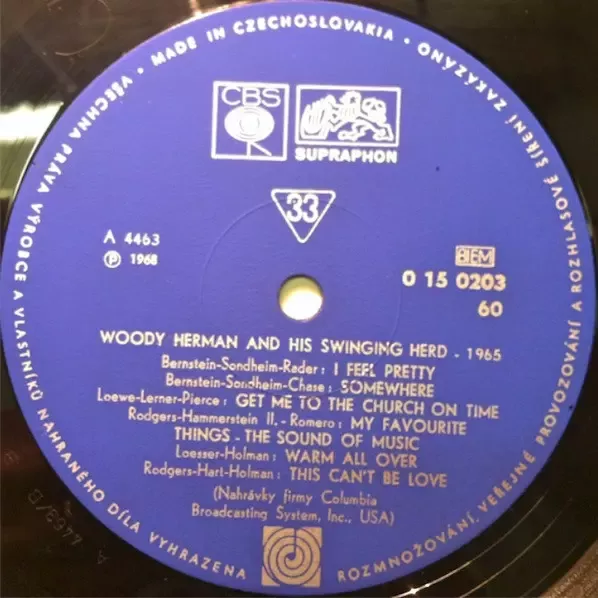 VŠECHNA PRÁVA VÝROBCE A VLASTNÍKŮ NAHRANÉHO DÍLA VYHRAZENA
• MADE IN CZECHOSLOVAKIA •
ROZMNOŽOVÁNÍ, VEŘEJNÉ PROVOZOVÁNÍ A ROZHLASOVÉ ŠÍŘENÍ ZAKÁZÁNO
CBS
SUPRAPHON
33
A 4463
Ⓟ 1968
BIEM
0 15 0203
60
WOODY HERMAN AND HIS SWINGING HERD - 1965
Bernstein-Sondheim-Rader: I FEEL PRETTY
Bernstein-Sondheim-Chase: SOMEWHERE
Loewe-Lerner-Pierce: GET ME TO THE CHURCH ON TIME
Rodgers-Hammerstein II. - Romero: MY FAVOURITE
THINGS - THE SOUND OF MUSIC
Loesser-Holman: WARM ALL OVER
Rodgers-Hart-Holman: THIS CAN'T BE LOVE
(Nahrávky firmy Columbia
Broadcasting System, Inc., USA)